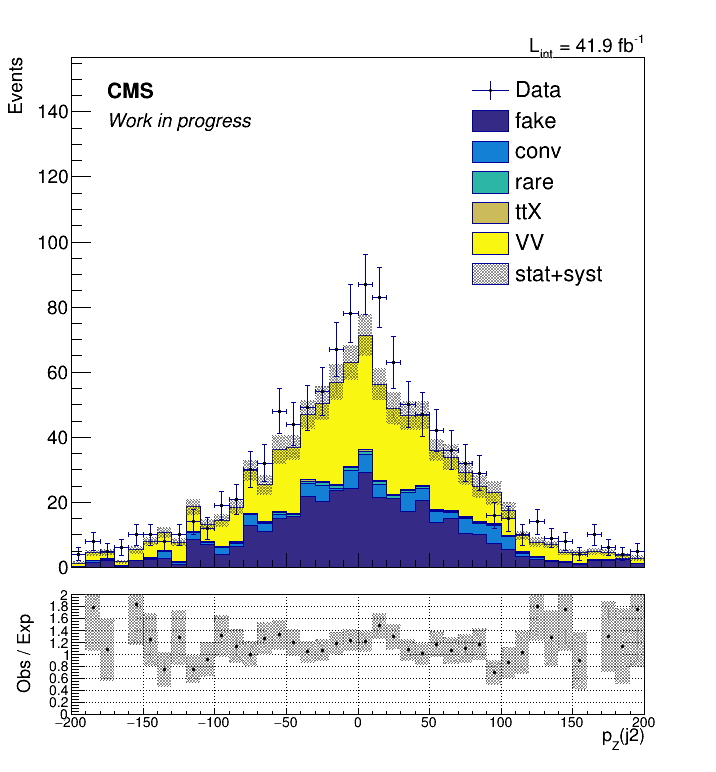 L_int = 41.9 fb^-1
Events
CMS
Work in progress
Data
fake
conv
rare
ttX
VV
stat+syst
140
120
100
80
60
40
20
0
Obs / Exp
2
1.8
1.6
1.4
1.2
1
0.8
0.6
0.4
0.2
0
−200 −150 −100 −50 0 50 100 150 200
p_Z(j2)